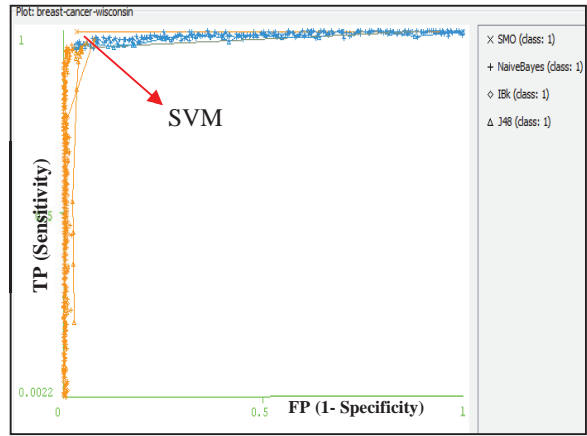 Plot: breast-cancer-wisconsin
1
SVM
TP (Sensitivity)
0.0022
0
0.5
FP (1- Specificity)
1
× SMO (class: 1)
+ NaiveBayes (class: 1)
◇ IBk (class: 1)
△ J48 (class: 1)